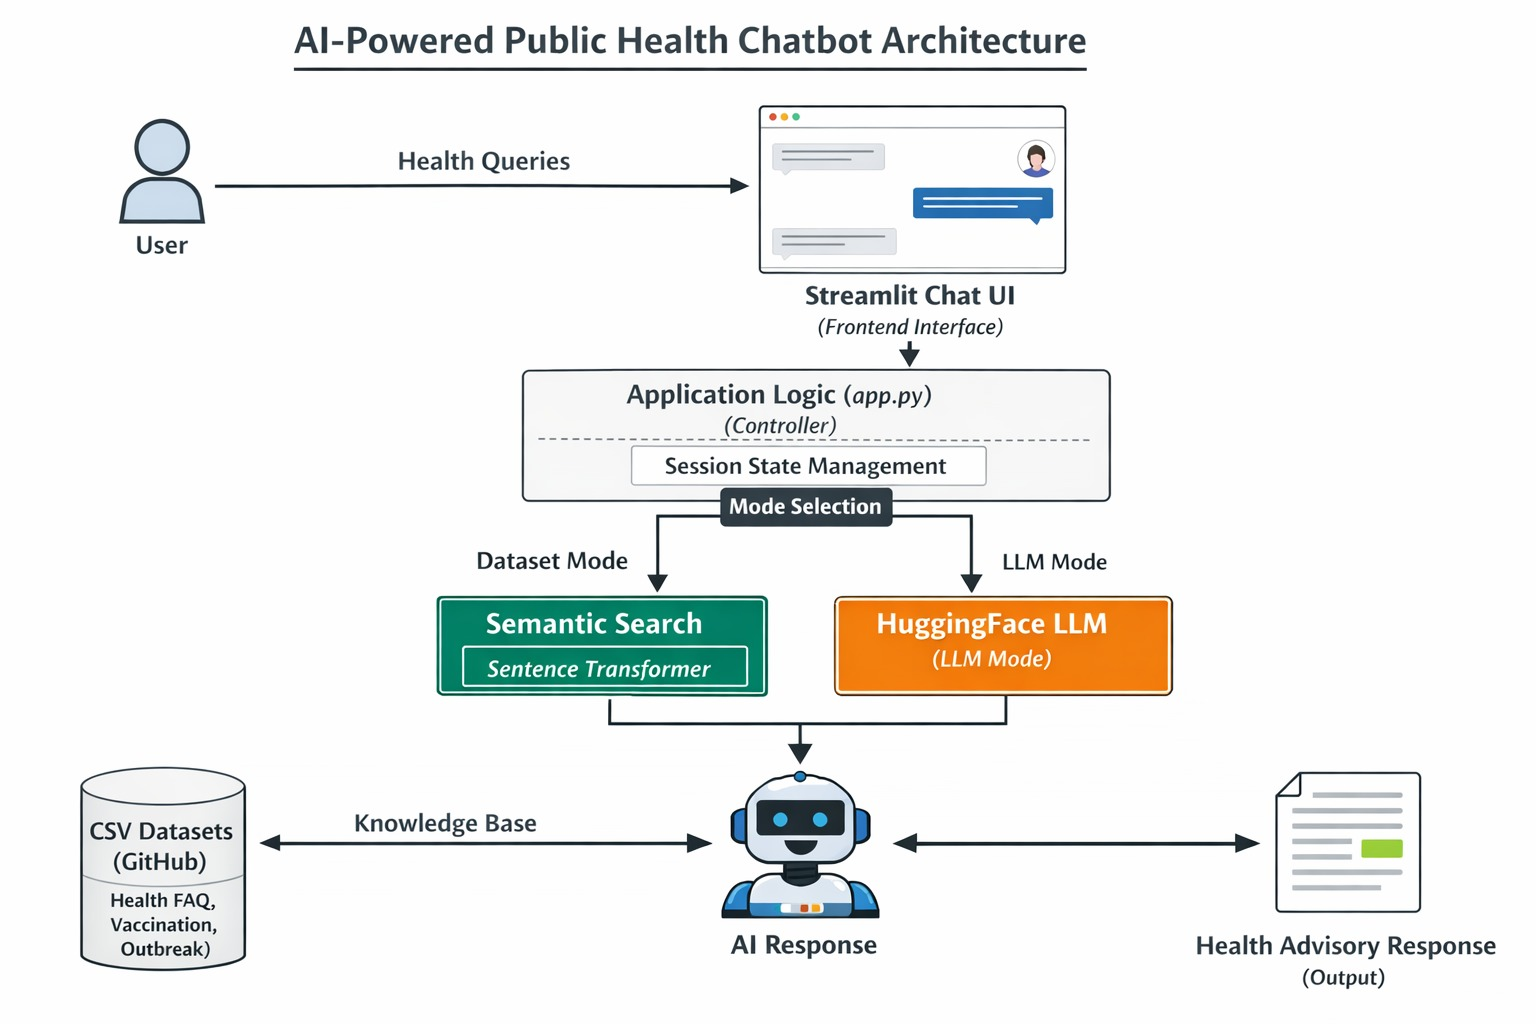 AI-Powered Public Health Chatbot Architecture
Health Queries
User
Streamlit Chat UI
(Frontend Interface)
Application Logic (app.py)
(Controller)
Session State Management
Mode Selection
Dataset Mode
LLM Mode
Semantic Search
Sentence Transformer
HuggingFace LLM
(LLM Mode)
CSV Datasets
(GitHub)
Health FAQ,
Vaccination,
Outbreak)
Knowledge Base
AI Response
Health Advisory Response
(Output)